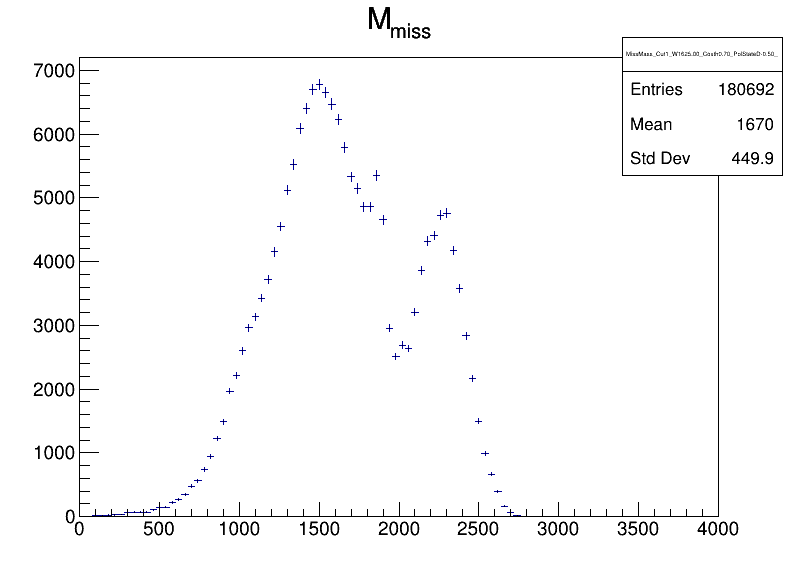 Mmiss
MissMass_Cut1_W1625.00_Costh0.70_PolStateD-0.50_
Entries 180692
Mean 1670
Std Dev 449.9
7000
6000
5000
4000
3000
2000
1000
0
0 500 1000 1500 2000 2500 3000 3500 4000